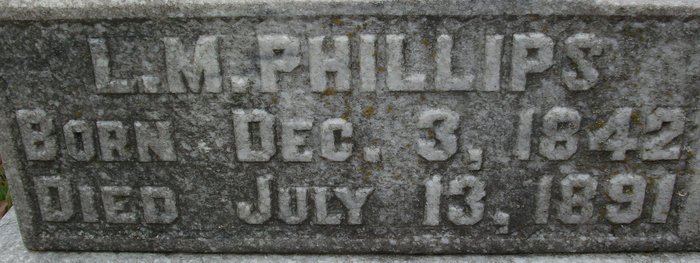 L.M. PHILLIPS
BORN DEC. 3, 1842
DIED JULY 13, 1891